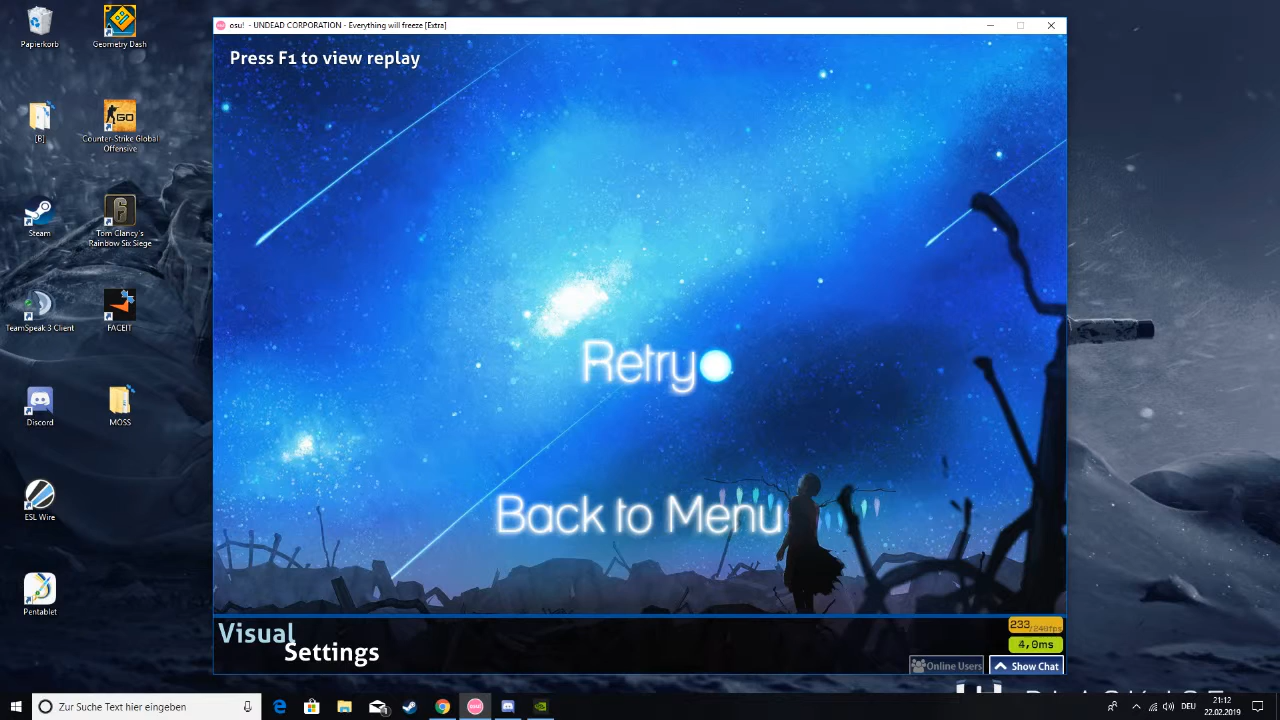 Papierkorb
Geometry Dash
osu! - UNDEAD CORPORATION - Everything will freeze [Extra]
Press F1 to view replay
[B]
Counter-Strike Global
Offensive
GO
Steam
Tom Clancy's
Rainbow Six Siege
TeamSpeak 3 Client
FACEIT
Retry
Discord
MOSS
ESL Wire
Back to Menu
Pentablet
Visual
Settings
233/240fps
4,0ms
Online Users
Show Chat
Zur Suche Text hier eingeben
osu!
DEU
21:12
22.02.2019